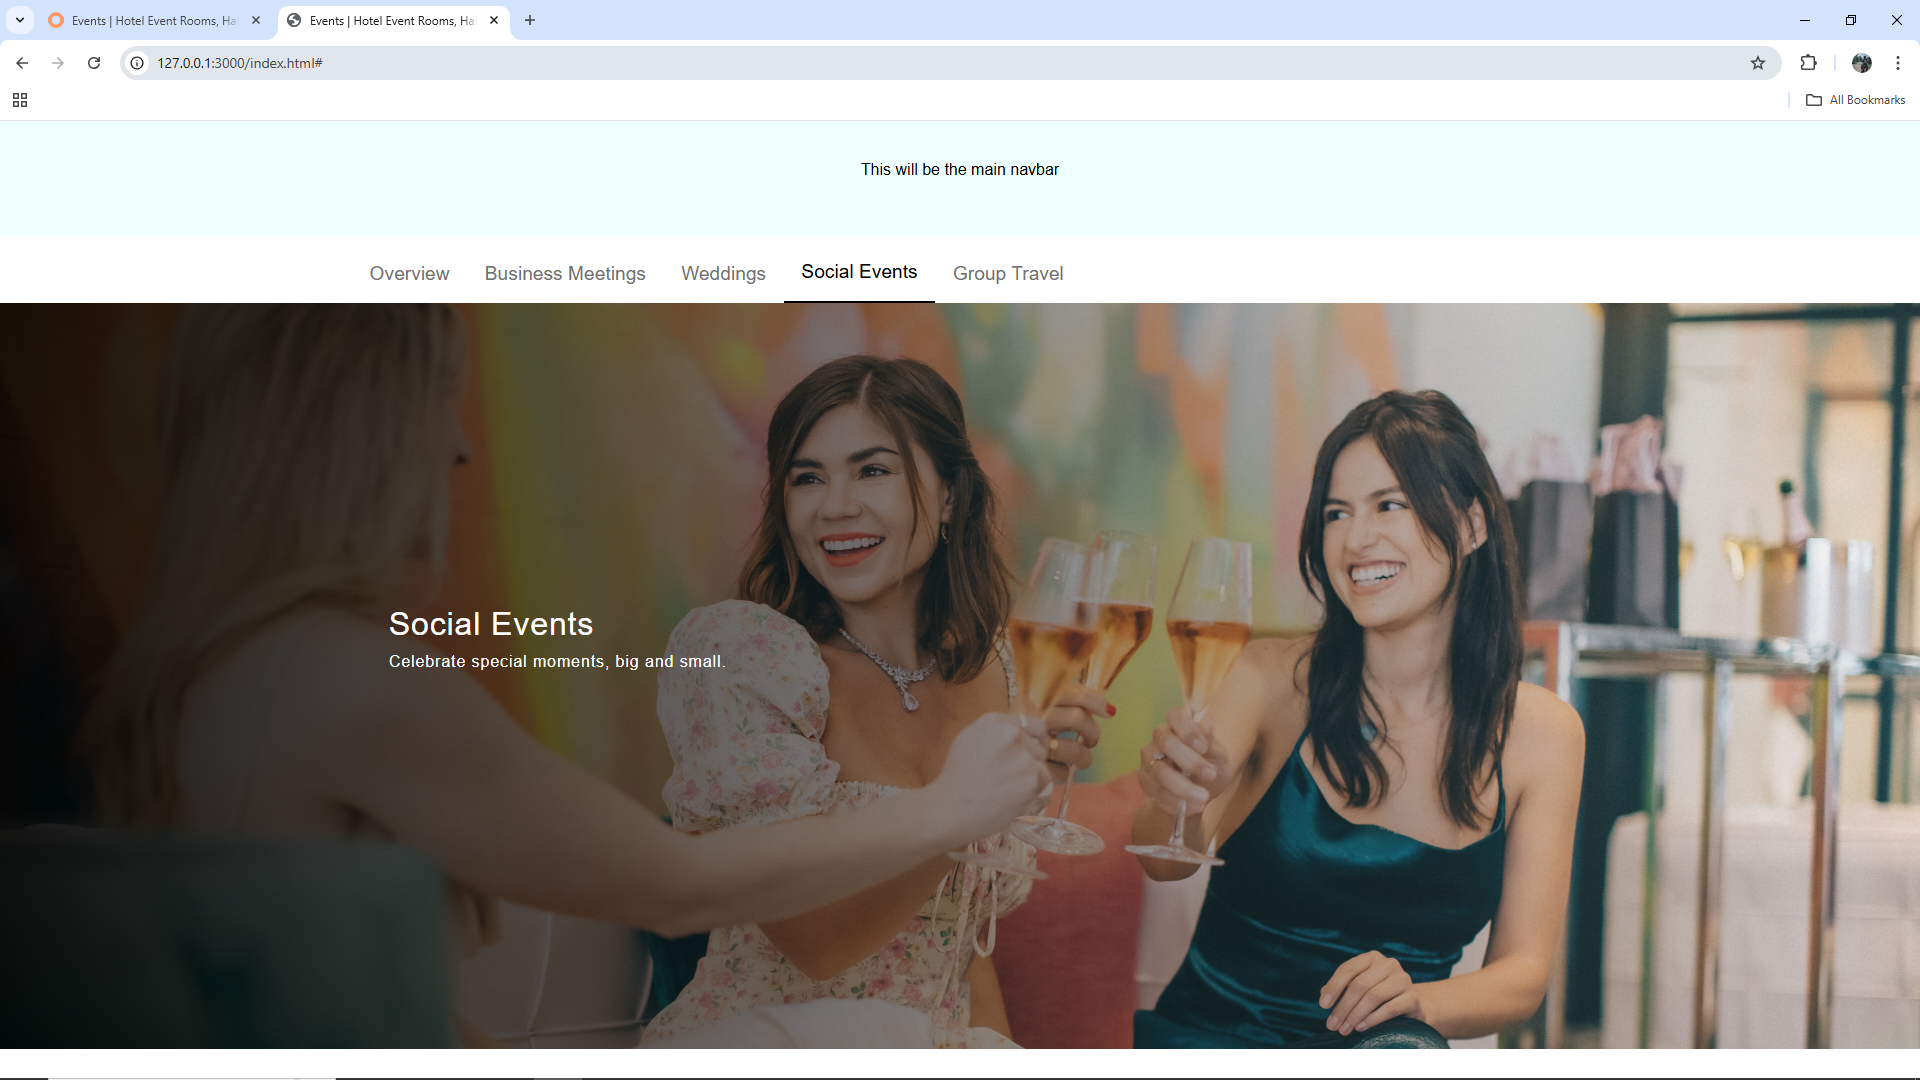 Events | Hotel Event Rooms, Ha
Events | Hotel Event Rooms, Ha
127.0.0.1:3000/index.html#
All Bookmarks
This will be the main navbar
Overview Business Meetings Weddings Social Events Group Travel
Social Events
Celebrate special moments, big and small.